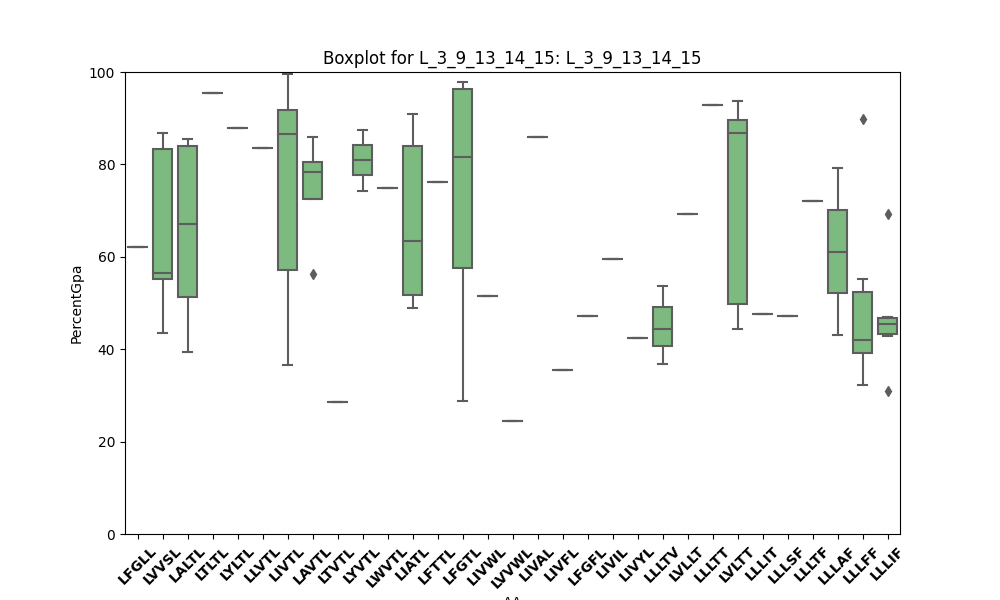 Boxplot for L_3_9_13_14_15: L_3_9_13_14_15
PercentGpa
100
80
60
40
20
0
LFGLL
LVVSL
LALTL
LTLTL
LYLTL
LLVTL
LIVTL
LAVTL
LTVTL
LYVTL
LWVTL
LIATL
LFTTL
LFGTL
LIVWL
LVVWL
LIVAL
LIVFL
LFGFL
LIVIL
LIVYL
LLLTV
LVLLT
LLLTT
LVLTT
LLLIT
LLLSF
LLLTF
LLLAF
LLLFF
LLLIF